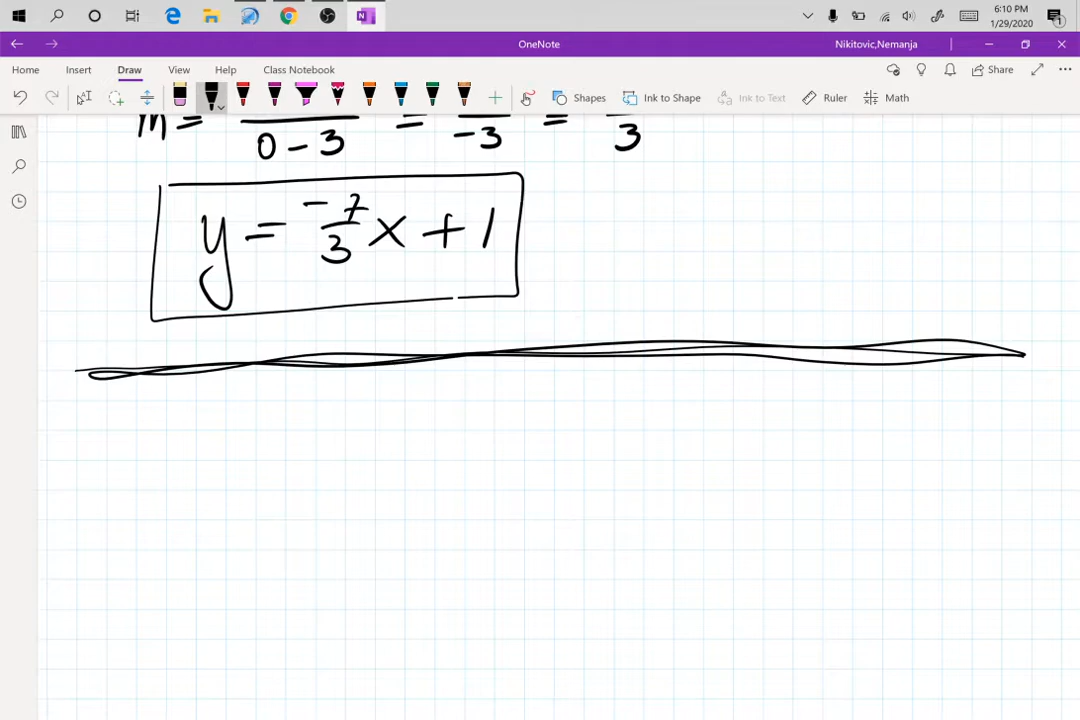 6:10 PM
1/29/2020
OneNote
Nikitovic,Nemanja
Home Insert Draw View Help Class Notebook
Share
Shapes Ink to Shape Ink to Text Ruler Math
m = 0 - 3 = -3 = 3
y = -7/3 x + 1